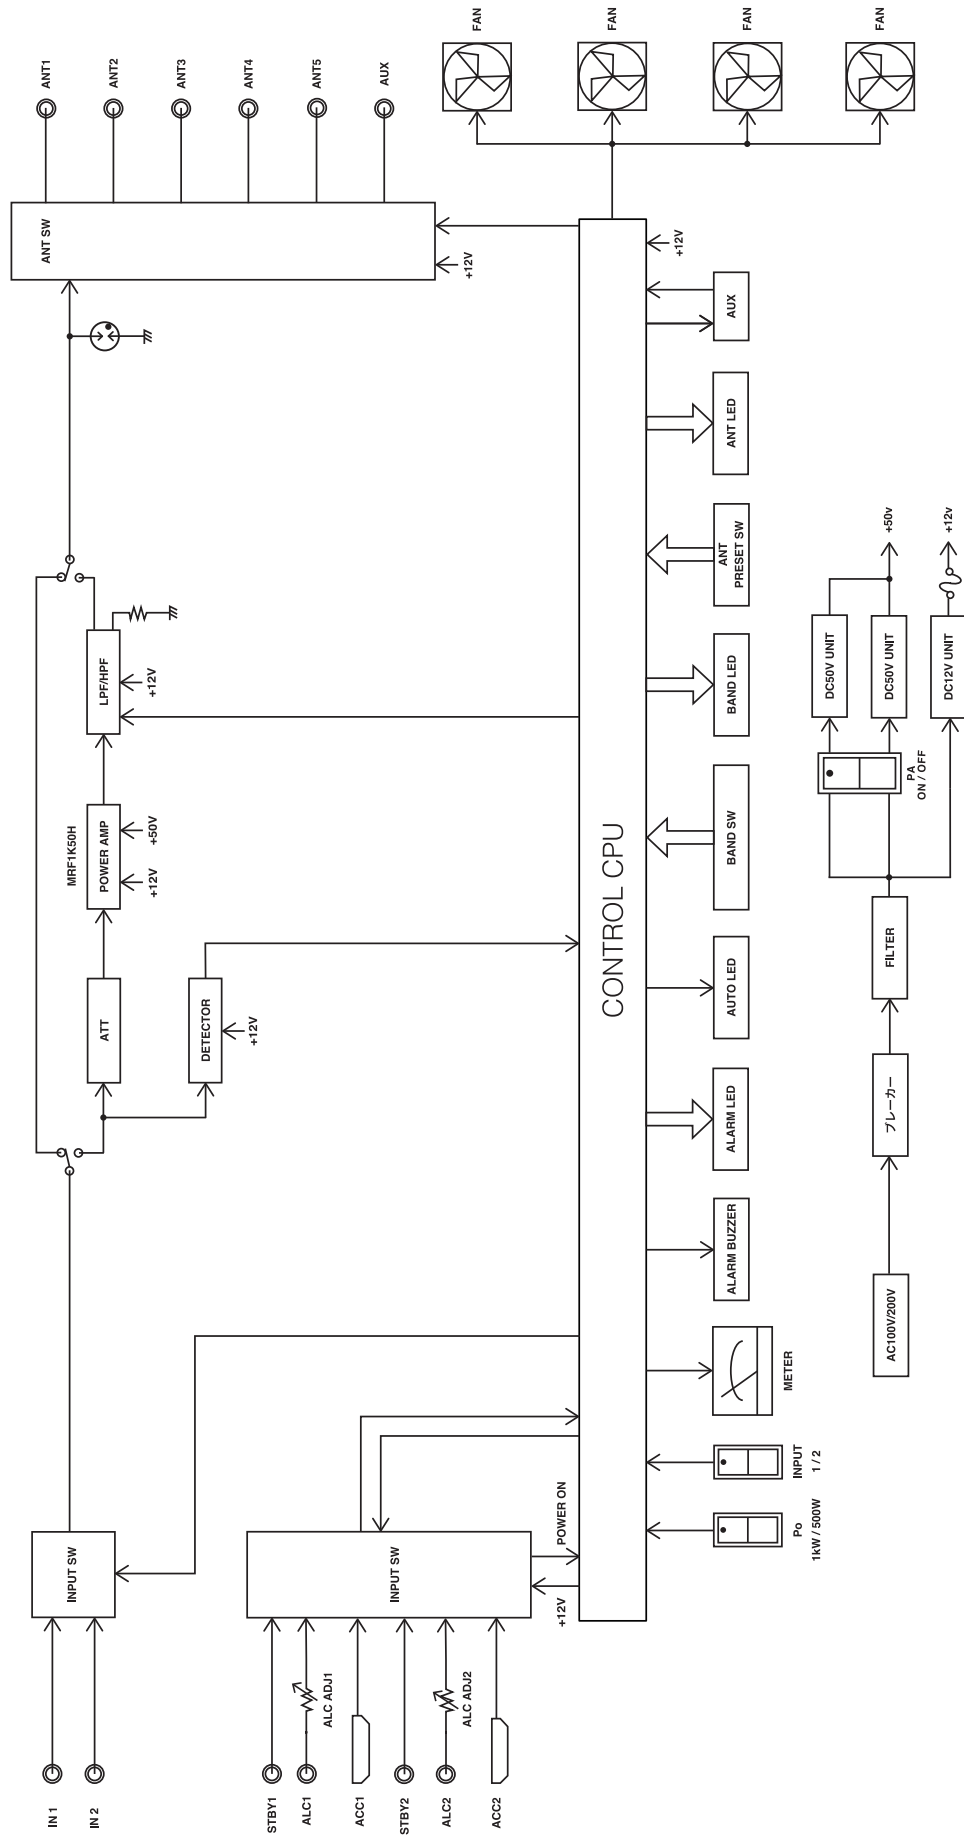 FAN
FAN
FAN
FAN
ANT1
ANT2
ANT3
ANT4
ANT5
AUX
ANT SW
+12V
+12V
AUX
ANT LED
ANT
PRESET SW
BAND LED
BAND SW
AUTO LED
ALARM LED
ALARM BUZZER
METER
INPUT
1 / 2
Po
1kW / 500W
CONTROL CPU
LPF/HPF
+12V
MRF1K50H
POWER AMP
+50V
+12V
ATT
DETECTOR
+12V
INPUT SW
IN 1
IN 2
INPUT SW
POWER ON
+12V
STBY1
ALC1
ALC ADJ1
ACC1
STBY2
ALC2
ALC ADJ2
ACC2
+50v
+12v
DC50V UNIT
DC50V UNIT
DC12V UNIT
PA
ON / OFF
FILTER
ブレーカー
AC100V/200V